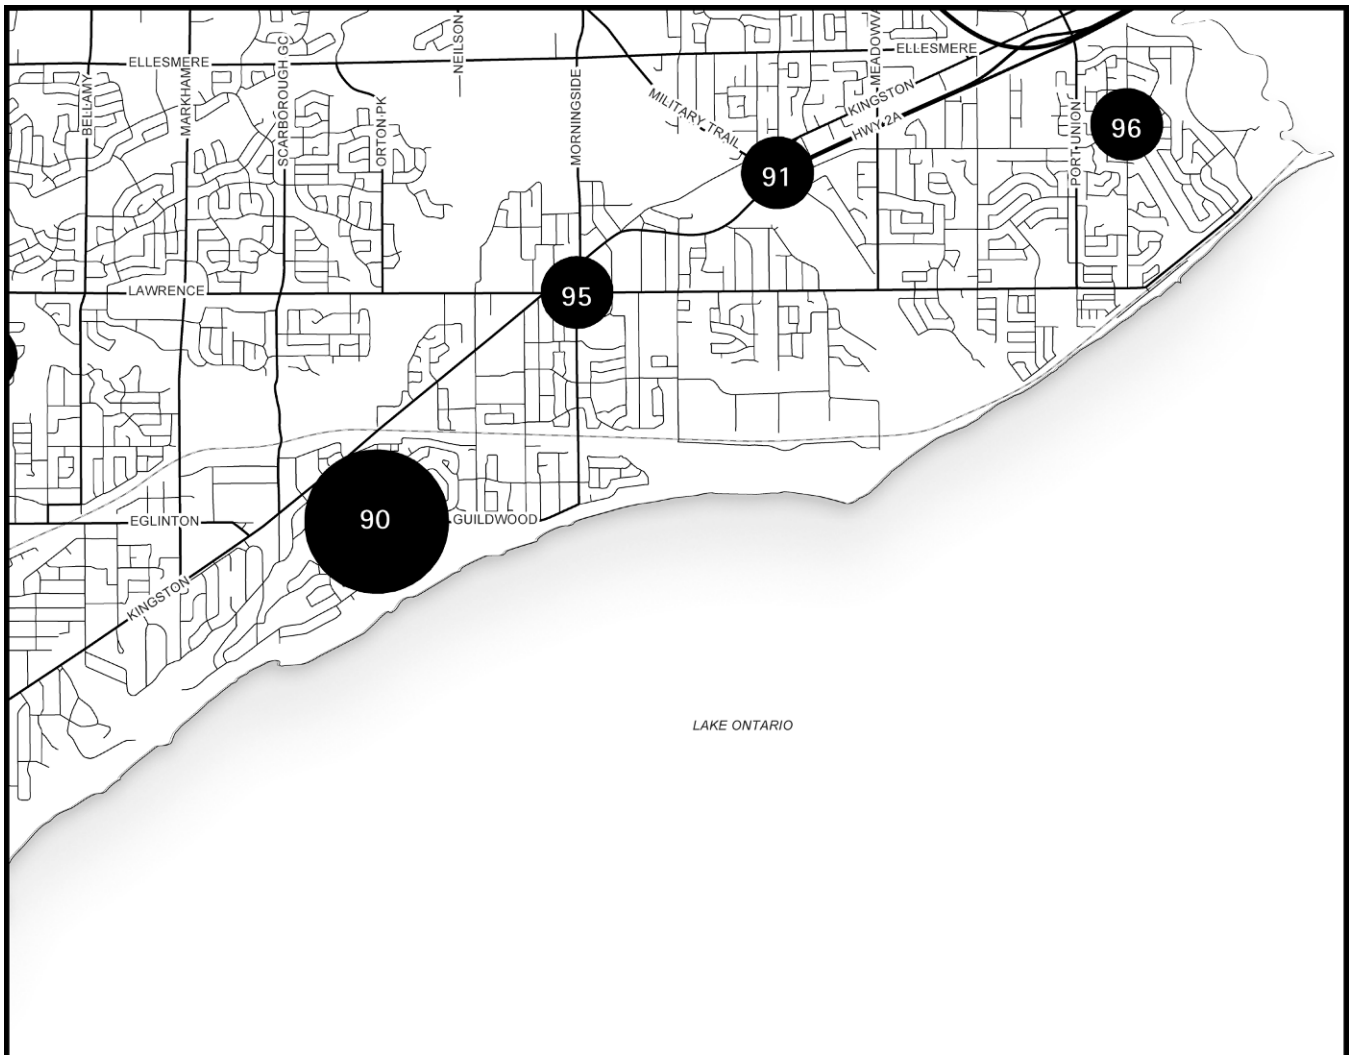 NEILSON
MEADOWVA
ELLESMERE
ELLESMERE
SCARBOROUGH GC
MARKHAM
BELLAMY
ORTON PK
MORNINGSIDE
MILITARY TRAIL
KINGSTON
HWY 2A
PORT UNION
96
91
LAWRENCE
95
EGLINTON
90
GUILDWOOD
KINGSTON
LAKE ONTARIO